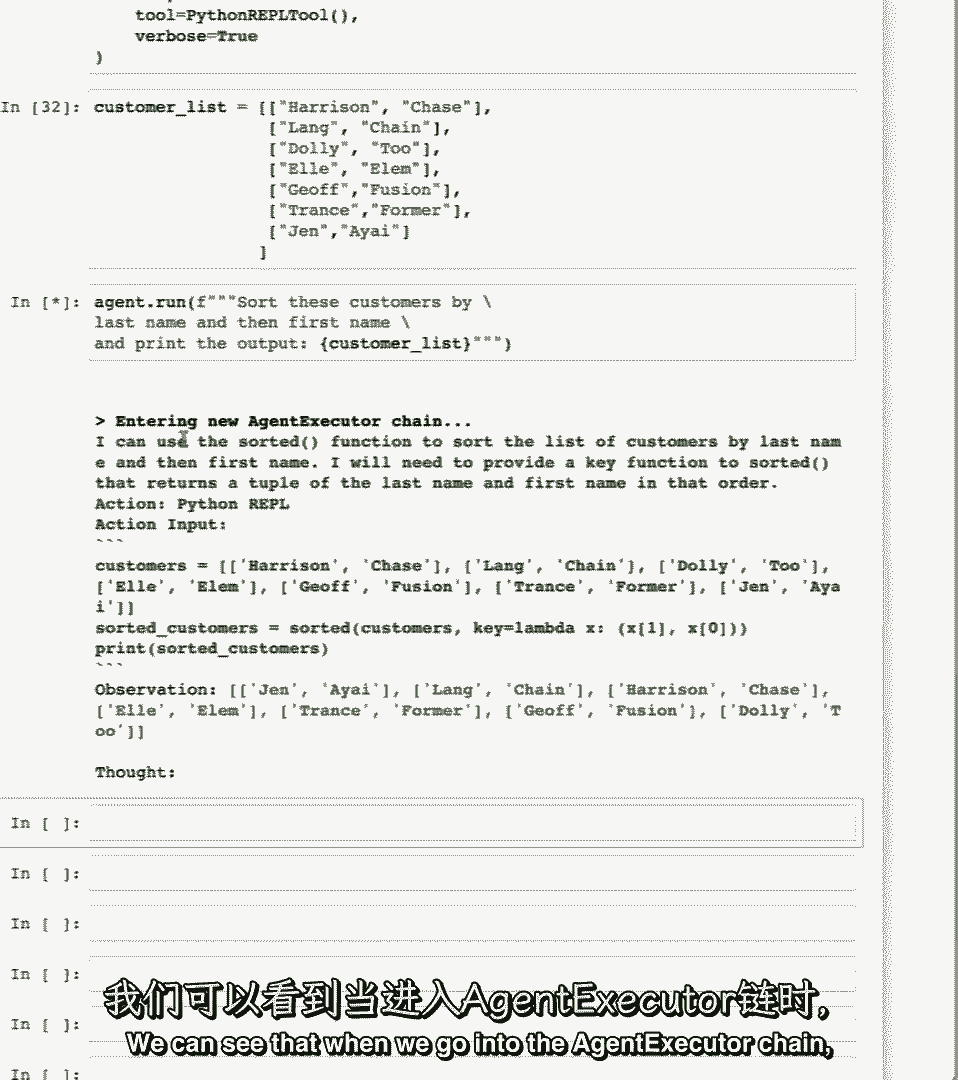 tool=PythonREPLTool(),
verbose=True
)
In [32]: customer_list = [["Harrison", "Chase"],
["Lang", "Chain"],
["Dolly", "Too"],
["Elle", "Elem"],
["Geoff","Fusion"],
["Trance","Former"],
["Jen","Ayai"]
]
In [*]: agent.run(f"""Sort these customers by \
last name and then first name \
and print the output: {customer_list}""")
> Entering new AgentExecutor chain...
I can use the sorted() function to sort the list of customers by last nam
e and then first name. I will need to provide a key function to sorted()
that returns a tuple of the last name and first name in that order.
Action: Python REPL
Action Input:
```
customers = [['Harrison', 'Chase'], ['Lang', 'Chain'], ['Dolly', 'Too'],
['Elle', 'Elem'], ['Geoff', 'Fusion'], ['Trance', 'Former'], ['Jen', 'Aya
i']]
sorted_customers = sorted(customers, key=lambda x: (x[1], x[0]))
print(sorted_customers)
```
Observation: [['Jen', 'Ayai'], ['Lang', 'Chain'], ['Harrison', 'Chase'],
['Elle', 'Elem'], ['Trance', 'Former'], ['Geoff', 'Fusion'], ['Dolly', 'T
oo']]
Thought:
In [ ]:
In [ ]:
In [ ]:
In [ ]:
In [ ]:
In [ ]:
我们可以看到当进入AgentExecutor链时,
We can see that when we go into the AgentExecutor chain,